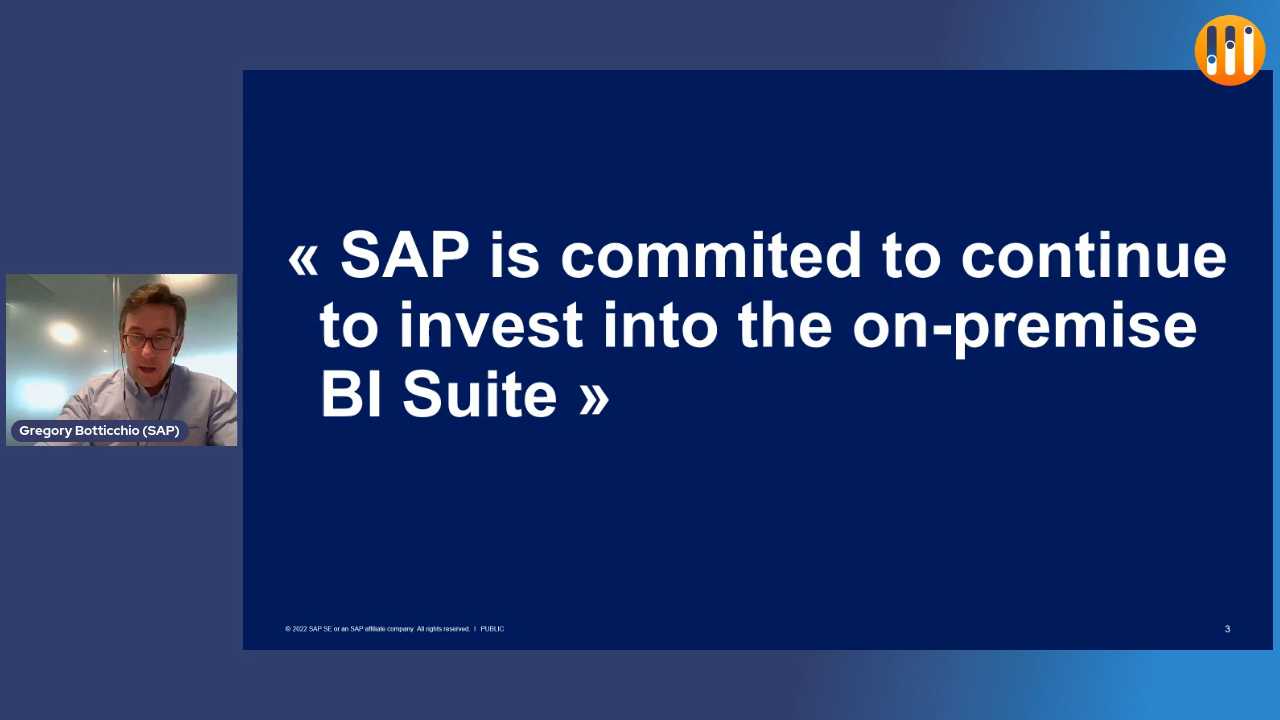 « SAP is commited to continue
to invest into the on-premise
BI Suite »
Gregory Botticchio (SAP)
© 2022 SAP SE or an SAP affiliate company. All rights reserved. I PUBLIC
3